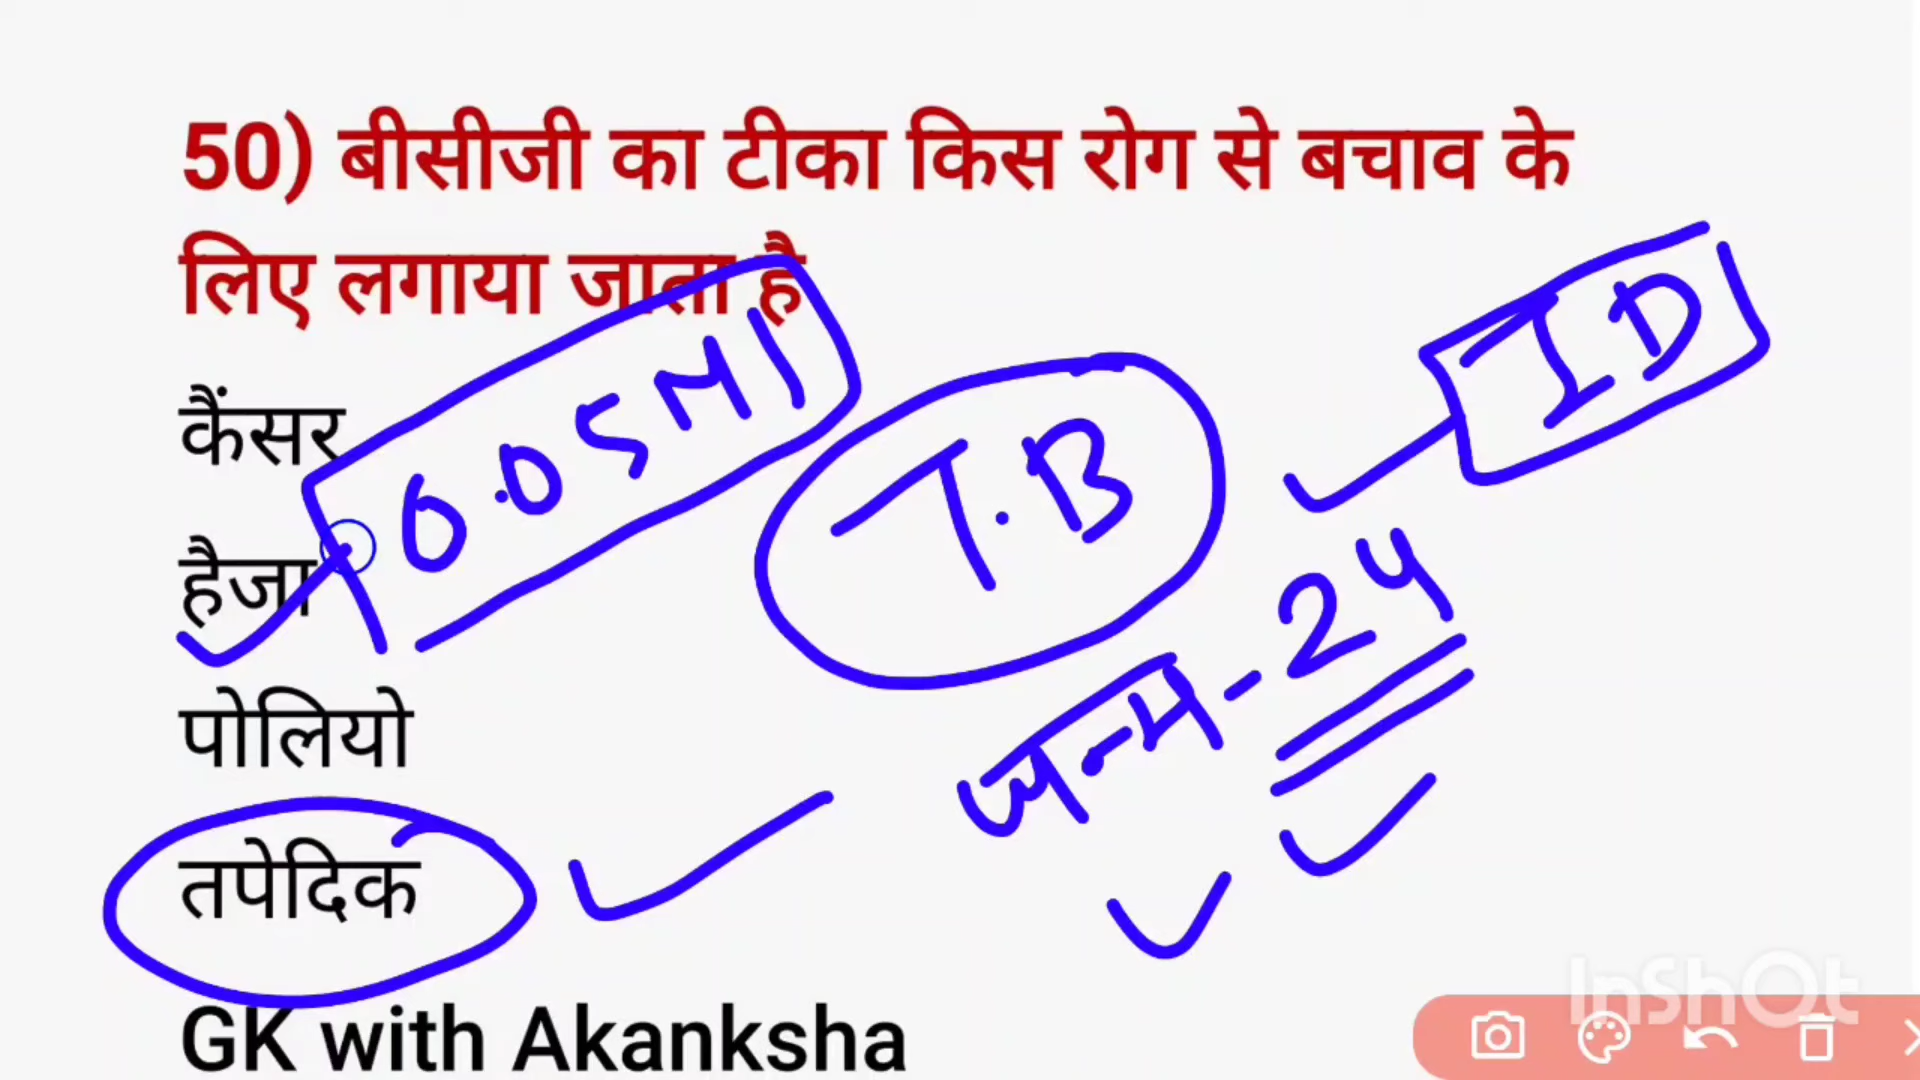 50) बीसीजी का टीका किस रोग से बचाव के
लिए लगाया जाता है
ID
कैंसर
0.05Ml
T.B
हैजा
जन्म-24
पोलियो
तपेदिक
GK with Akanksha
InShOt